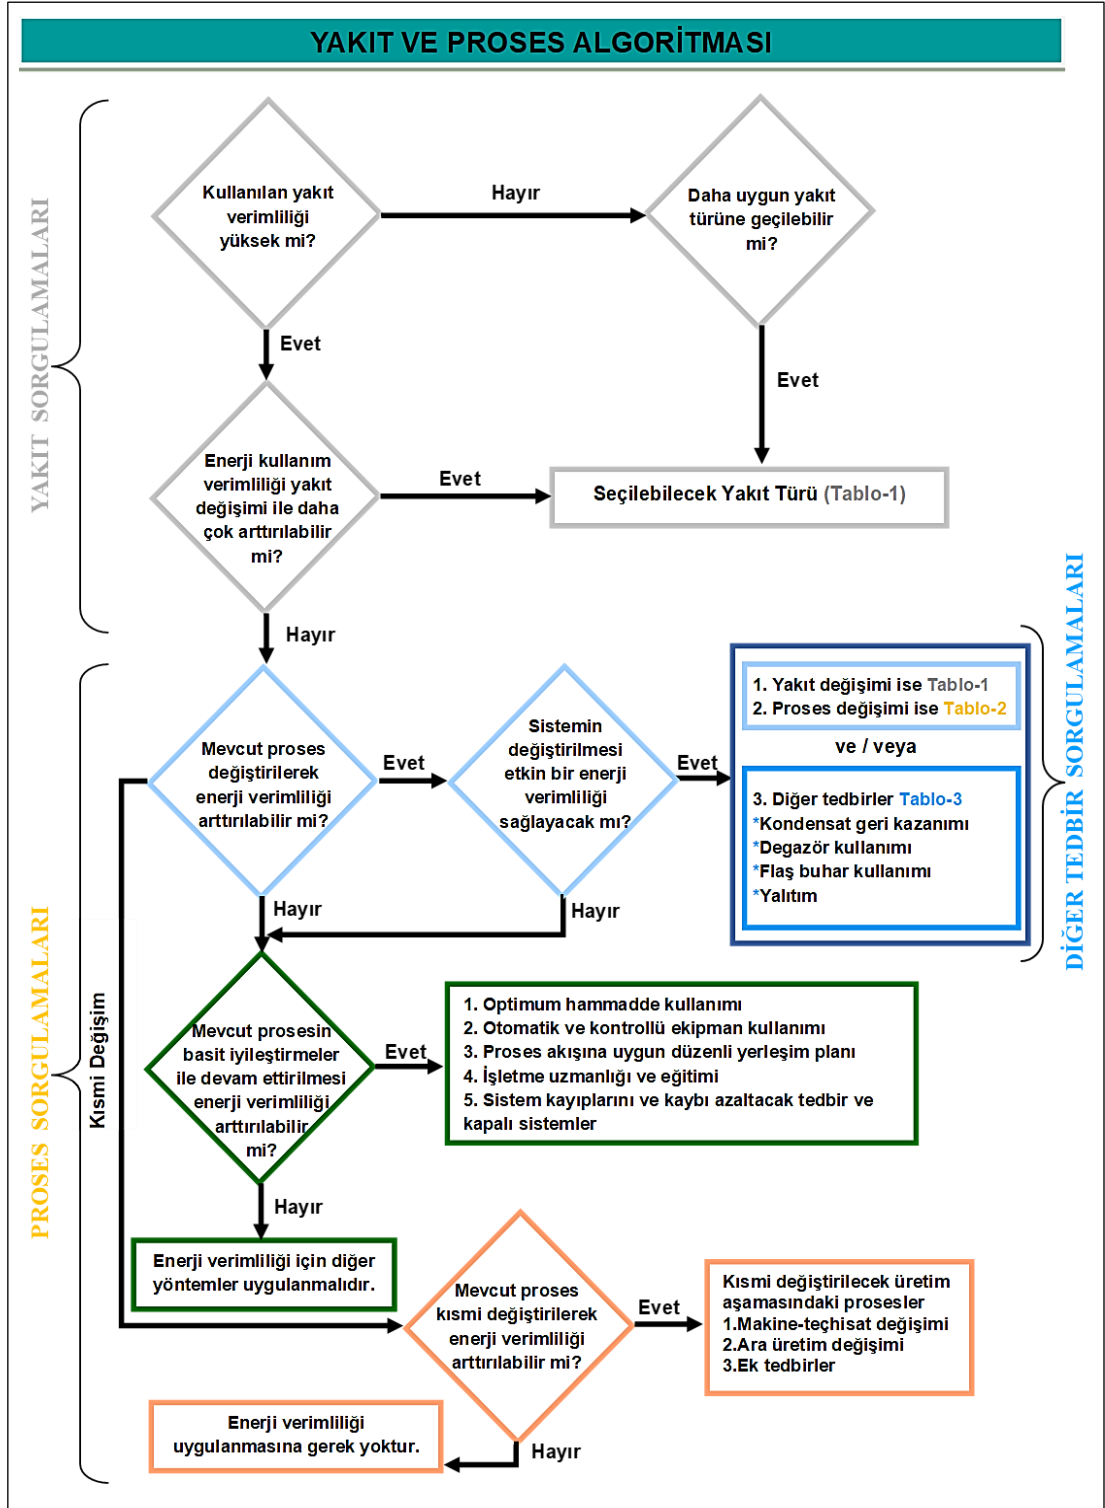 YAKIT VE PROSES ALGORİTMASI
YAKIT SORGULAMALARI
Kullanılan yakıt
verimliliği
yüksek mi?
Hayır
Daha uygun yakıt
türüne geçilebilir
mi?
Evet
Evet
Enerji kullanım
verimliliği yakıt
değişimi ile daha
çok arttırılabilir
mi?
Evet
Seçilebilecek Yakıt Türü (Tablo-1)
Hayır
PROSES SORGULAMALARI
DİĞER TEDBİR SORGULAMALARI
Mevcut proses
değiştirilerek
enerji verimliliği
arttırılabilir mi?
Evet
Sistemin
değiştirilmesi
etkin bir enerji
verimliliği
sağlayacak mı?
Evet
1. Yakıt değişimi ise Tablo-1
2. Proses değişimi ise Tablo-2
ve / veya
3. Diğer tedbirler Tablo-3
*Kondensat geri kazanımı
*Degazör kullanımı
*Flaş buhar kullanımı
*Yalıtım
Hayır
Hayır
Kısmi Değişim
Mevcut prosesin
basit iyileştirmeler
ile devam ettirilmesi
enerji verimliliği
arttırılabilir
mi?
Evet
1. Optimum hammadde kullanımı
2. Otomatik ve kontrollü ekipman kullanımı
3. Proses akışına uygun düzenli yerleşim planı
4. İşletme uzmanlığı ve eğitimi
5. Sistem kayıplarını ve kaybı azaltacak tedbir ve
kapalı sistemler
Hayır
Enerji verimliliği için diğer
yöntemler uygulanmalıdır.
Mevcut proses
kısmi değiştirilerek
enerji verimliliği
arttırılabilir mi?
Evet
Kısmi değiştirilecek üretim
aşamasındaki prosesler
1.Makine-teçhisat değişimi
2.Ara üretim değişimi
3.Ek tedbirler
Enerji verimliliği
uygulanmasına gerek yoktur.
Hayır